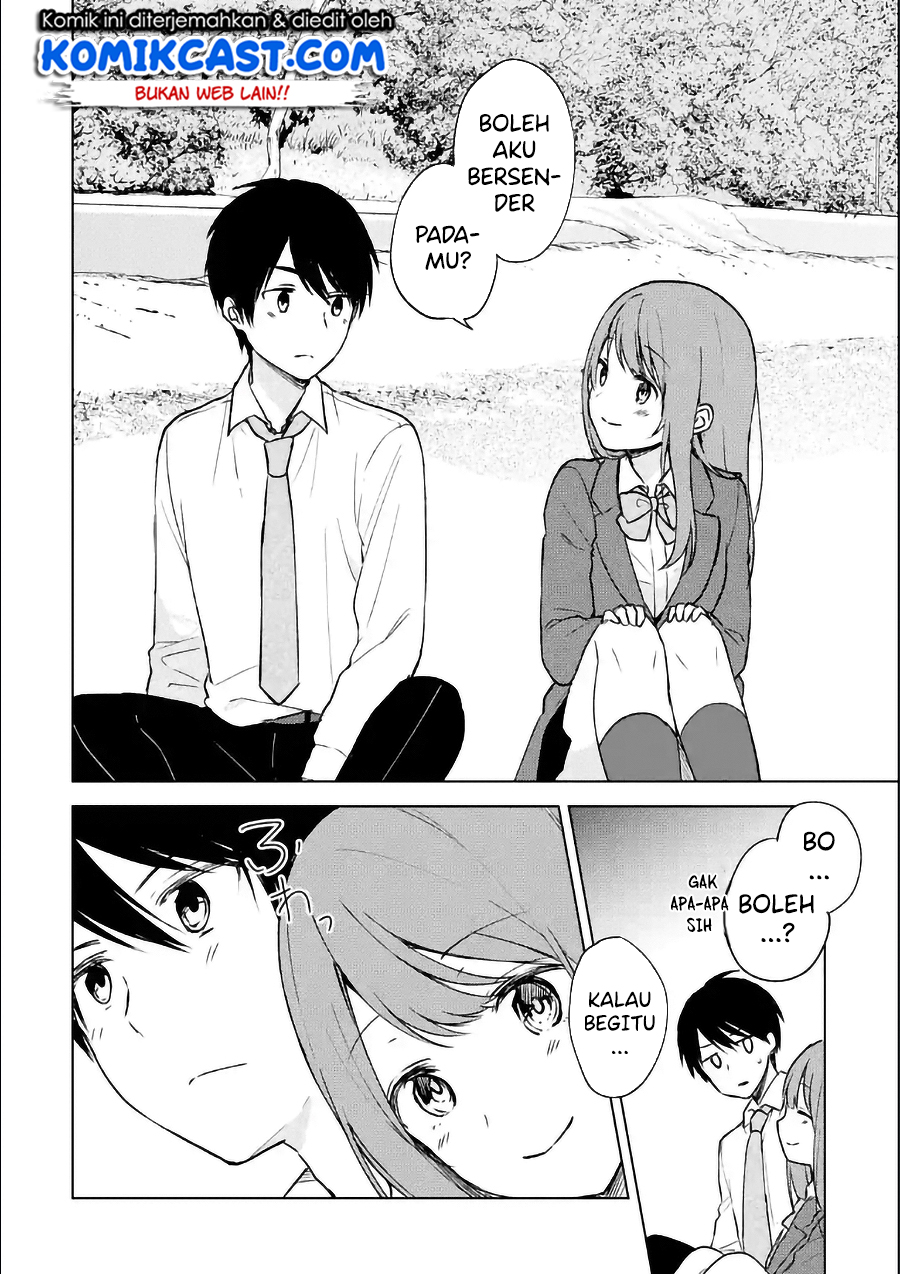 Komik ini diterjemahkan & diedit oleh
KOMIKCAST.COM
BUKAN WEB LAIN!!
BOLEH
AKU
BERSEN-
DER
PADA-
MU?
BO
...
BOLEH
...?
GAK
APA-APA
SIH
KALAU
BEGITU
...
ふわっ